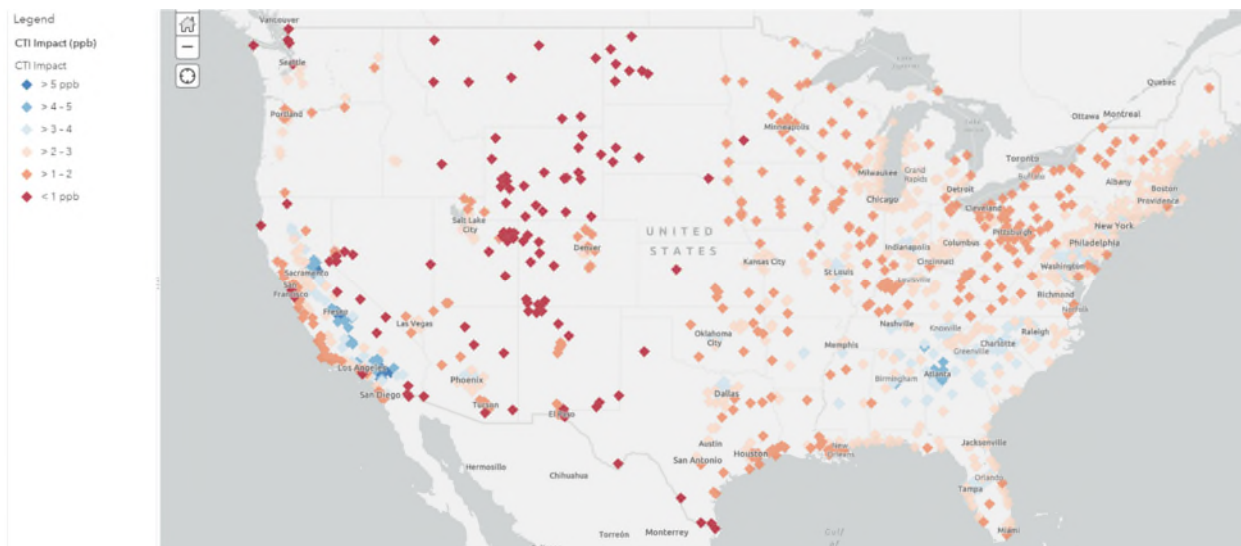 Legend
CTI Impact (ppb)
CTI Impact
> 5 ppb
> 4 - 5
> 3 - 4
> 2 - 3
> 1 - 2
< 1 ppb
Vancouver
Seattle
Portland
Quebec
Ottawa
Montreal
Minneapolis
Toronto
Buffalo
Albany
Boston
Providence
Milwaukee
Grand
Rapids
Detroit
Chicago
Cleveland
New York
Salt Lake
City
UNITED
STATES
Denver
Pittsburgh
Philadelphia
Indianapolis
Columbus
Cincinnati
Washington
Kansas City
St Louis
Louisville
Sacramento
San
Francisco
Richmond
Norfolk
Fresno
Las Vegas
Nashville
Knoxville
Raleigh
Oklahoma
City
Memphis
Charlotte
Greenville
Los Angeles
Phoenix
Birmingham
Atlanta
San Diego
Tucson
Dallas
El Paso
Austin
Jacksonville
Hermosillo
Chihuahua
San Antonio
Houston
New
Orleans
Orlando
Tampa
Miami
Torreón
Monterrey
Gulf
of